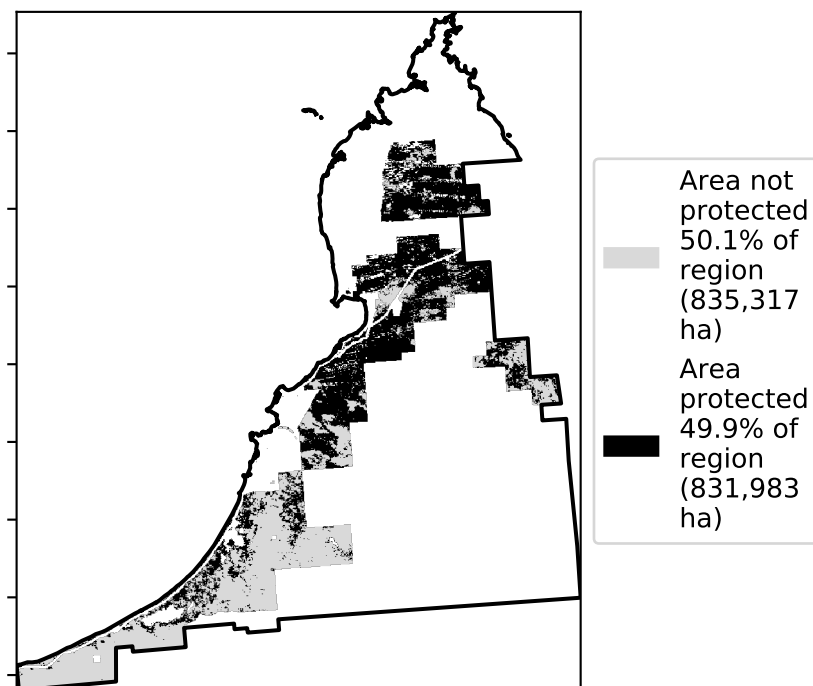 Area not
protected
50.1% of
region
(835,317
ha)
Area
protected
49.9% of
region
(831,983
ha)